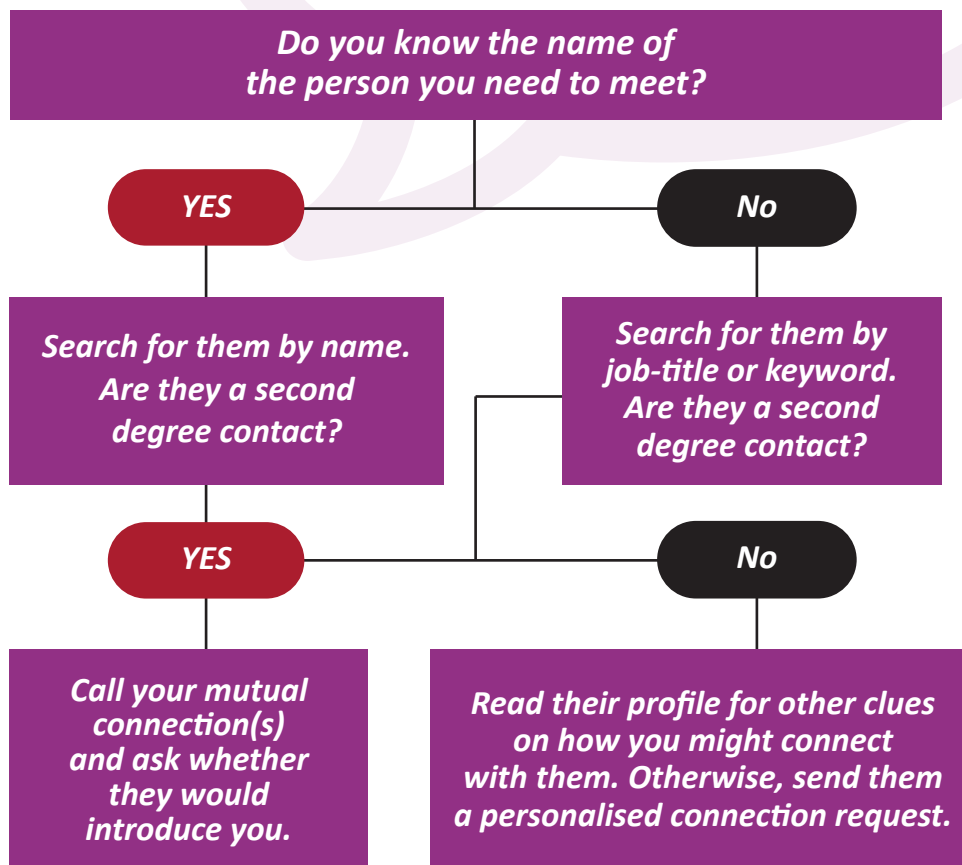 Do you know the name of
the person you need to meet?
YES
No
Search for them by name.
Are they a second
degree contact?
Search for them by
job-title or keyword.
Are they a second
degree contact?
YES
No
Call your mutual
connection(s)
and ask whether
they would
introduce you.
Read their profile for other clues
on how you might connect
with them. Otherwise, send them
a personalised connection request.